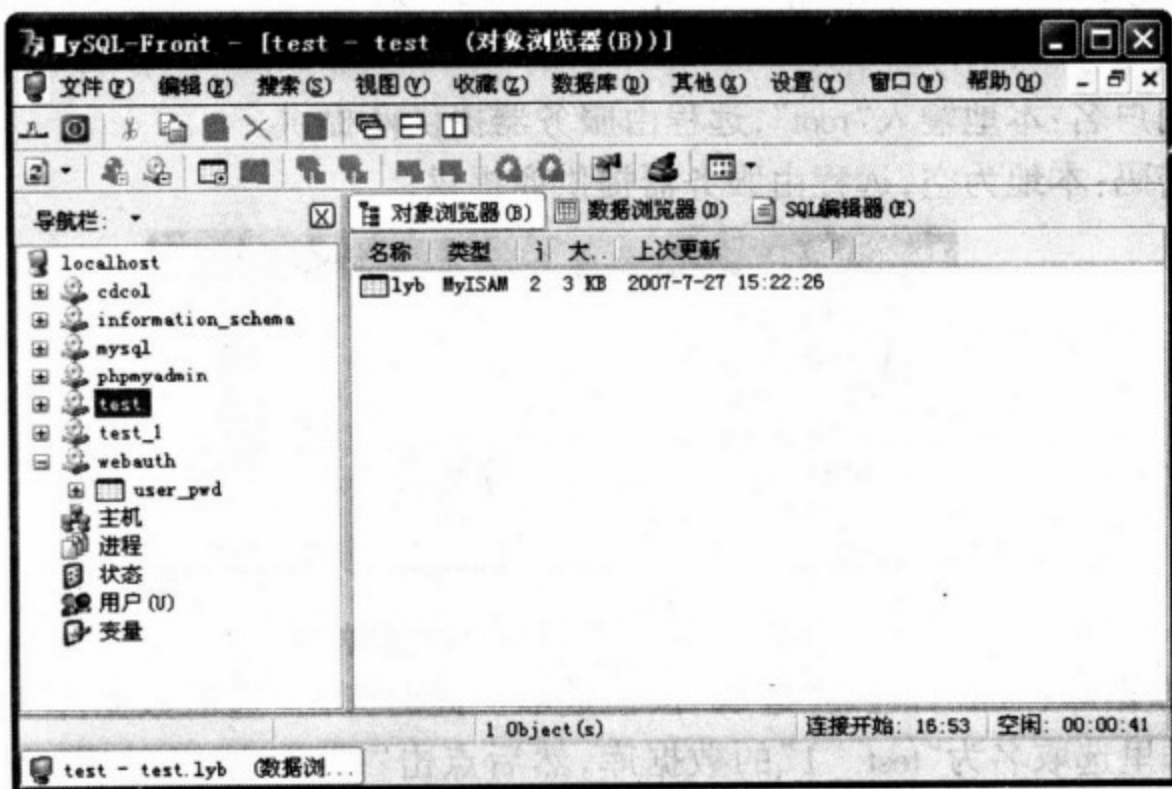 MySQL-Front - [test - test (对象浏览器(B))]
文件(F) 编辑(E) 搜索(S) 视图(V) 收藏(Z) 数据库(D) 其他(X) 设置(Y) 窗口(W) 帮助(H)
导航栏:
对象浏览器(B) 数据浏览器(D) SQL编辑器(E)
名称 类型 大.. 上次更新
lyb MyISAM 2 3 KB 2007-7-27 15:22:26
localhost
cdcol
information_schema
mysql
phpmyadmin
test
test_1
webauth
user_pwd
主机
进程
状态
用户(U)
变量
1 Object(s) 连接开始: 16:53 空闲: 00:00:41
test - test.lyb (数据浏...